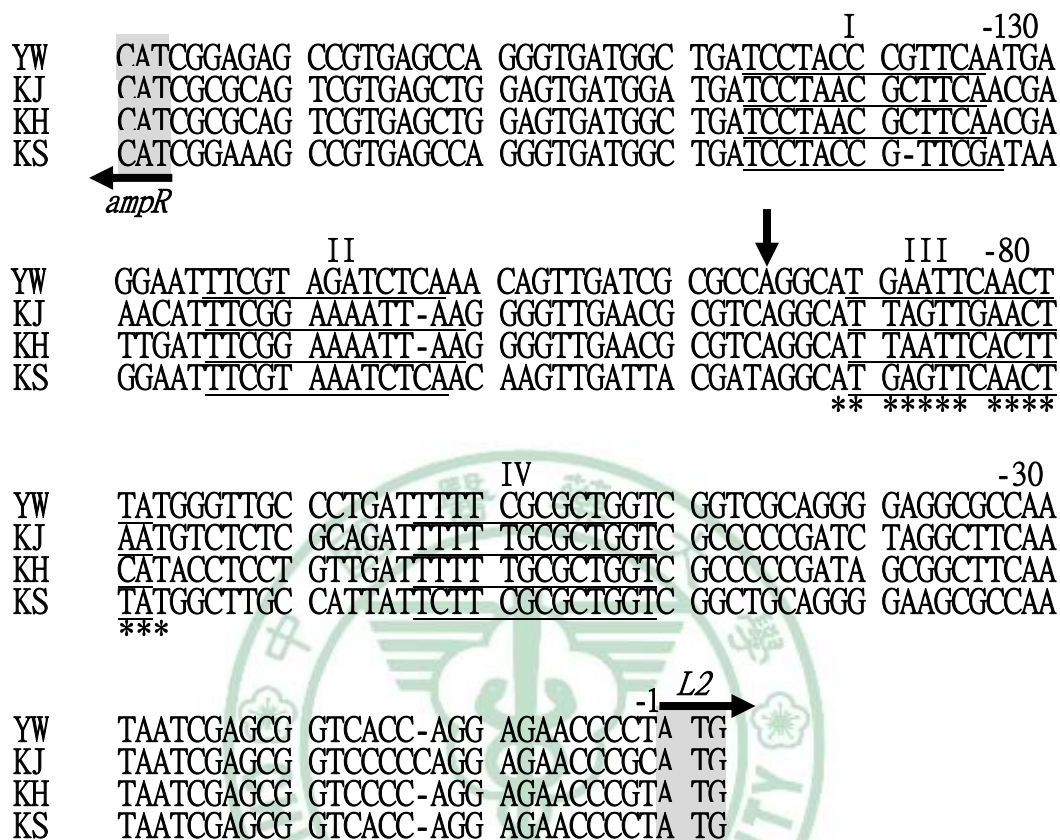 I -130
YW CATCGGAGAG CCGTGAGCCA GGGTGATGGC TGATCCTACC CGTTCAATGA
KJ CATCGCGCAG TCGTGAGCTG GAGTGATGGA TGATCCTAAC GCTTCAACGA
KH CATCGCGCAG TCGTGAGCTG GAGTGATGGC TGATCCTAAC GCTTCAACGA
KS CATCGGAAAG CCGTGAGCCA GGGTGATGGC TGATCCTACC G-TTCGATAA
ampR
II III -80
YW GGAATTTCGT AGATCTCAAA CAGTTGATCG CGCCAGGCAT GAATTCAACT
KJ AACATTTCGG AAAATT-AAG GGGTTGAACG CGTCAGGCAT TAGTTGAACT
KH TTGATTTCGG AAAATT-AAG GGGTTGAACG CGTCAGGCAT TAATTCACTT
KS GGAATTTCGT AAATCTCAAC AAGTTGATTA CGATAGGCAT GAGTTCAACT
** ***** ****
IV -30
YW TATGGGTTGC CCTGATTTTT CGCGCTGGTC GGTCGCAGGG GAGGCGCCAA
KJ AATGTCTCTC GCAGATTTTT TGCGCTGGTC GCCCCCGATC TAGGCTTCAA
KH CATACCTCCT GTTGATTTTT TGCGCTGGTC GCCCCCGATA GCGGCTTCAA
KS TATGGCTTGC CATTATTCTT CGCGCTGGTC GGCTGCAGGG GAAGCGCCAA
***
-1 L2
YW TAATCGAGCG GTCACC-AGG AGAACCCCTA TG
KJ TAATCGAGCG GTCCCCCAGG AGAACCCGCA TG
KH TAATCGAGCG GTCCCC-AGG AGAACCCGTA TG
KS TAATCGAGCG GTCACC-AGG AGAACCCCTA TG
中 醫 藥 學
ITY